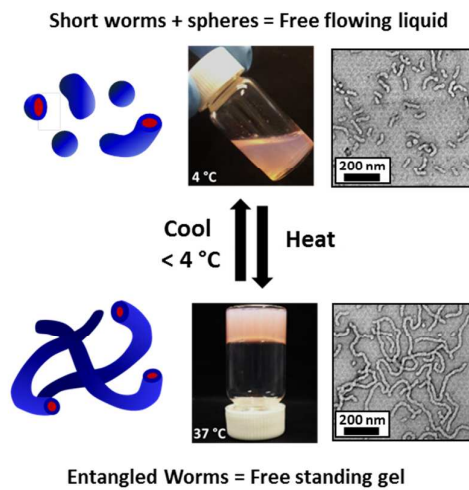 Short worms + spheres = Free flowing liquid
4 °C
200 nm
Cool
< 4 °C
Heat
37 °C
200 nm
Entangled Worms = Free standing gel